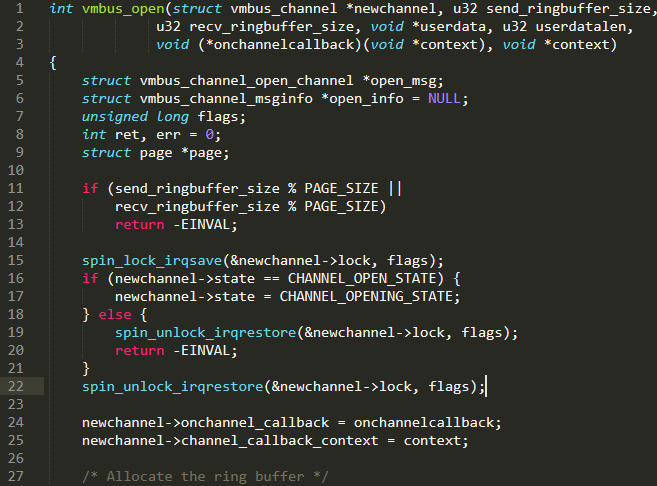 1 int vmbus_open(struct vmbus_channel *newchannel, u32 send_ringbuffer_size,
2 u32 recv_ringbuffer_size, void *userdata, u32 userdatalen,
3 void (*onchannelcallback)(void *context), void *context)
4 {
5 struct vmbus_channel_open_channel *open_msg;
6 struct vmbus_channel_msginfo *open_info = NULL;
7 unsigned long flags;
8 int ret, err = 0;
9 struct page *page;
10
11 if (send_ringbuffer_size % PAGE_SIZE ||
12 recv_ringbuffer_size % PAGE_SIZE)
13 return -EINVAL;
14
15 spin_lock_irqsave(&newchannel->lock, flags);
16 if (newchannel->state == CHANNEL_OPEN_STATE) {
17 newchannel->state = CHANNEL_OPENING_STATE;
18 } else {
19 spin_unlock_irqrestore(&newchannel->lock, flags);
20 return -EINVAL;
21 }
22 spin_unlock_irqrestore(&newchannel->lock, flags);
23
24 newchannel->onchannel_callback = onchannelcallback;
25 newchannel->channel_callback_context = context;
26
27 /* Allocate the ring buffer */